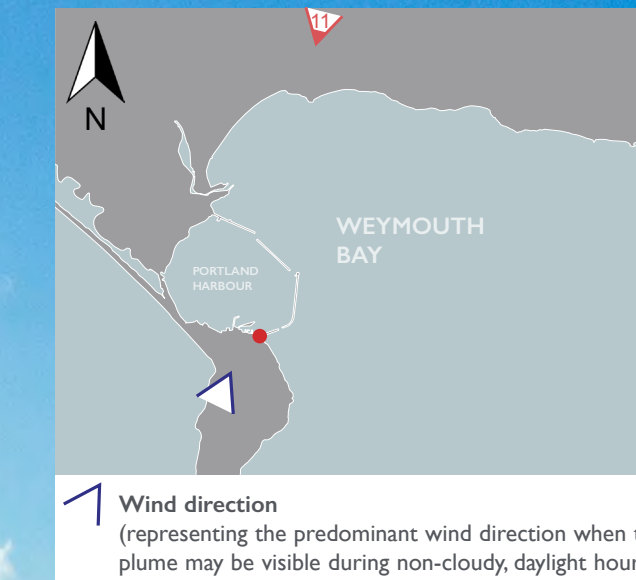 11
N
WEYMOUTH
BAY
PORTLAND
HARBOUR
Wind direction
(representing the predominant wind direction when
plume may be visible during non-cloudy, daylight